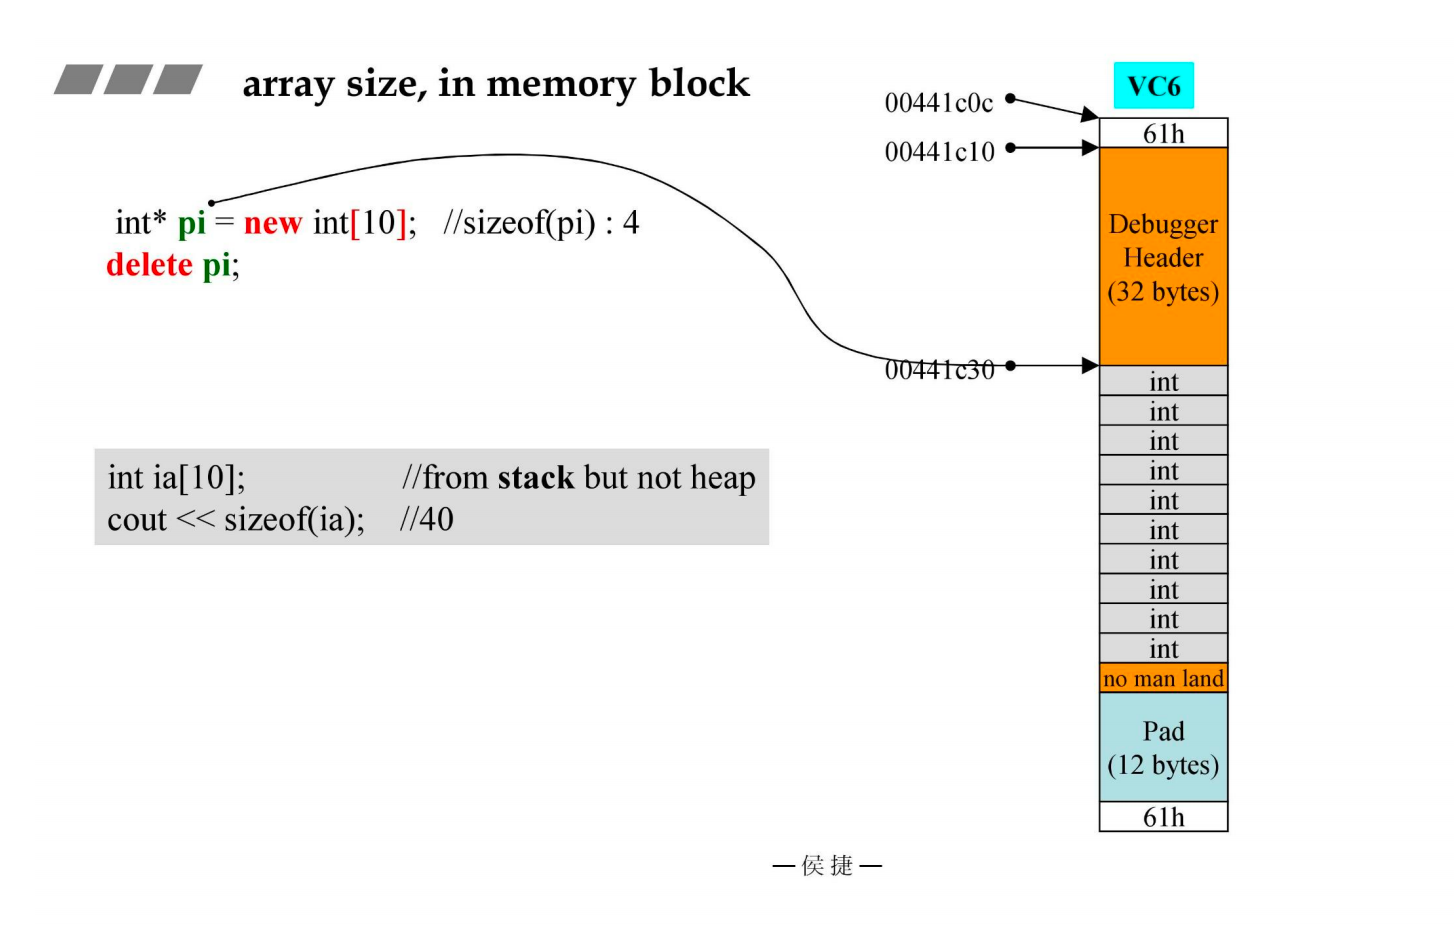 array size, in memory block
int* pi = new int[10];   //sizeof(pi) : 4
delete pi;
int ia[10];   //from stack but not heap
cout << sizeof(ia);   //40
VC6
00441c0c
61h
00441c10
Debugger
Header
(32 bytes)
00441c30
int
int
int
int
int
int
int
int
int
int
no man land
Pad
(12 bytes)
61h
—侯捷—